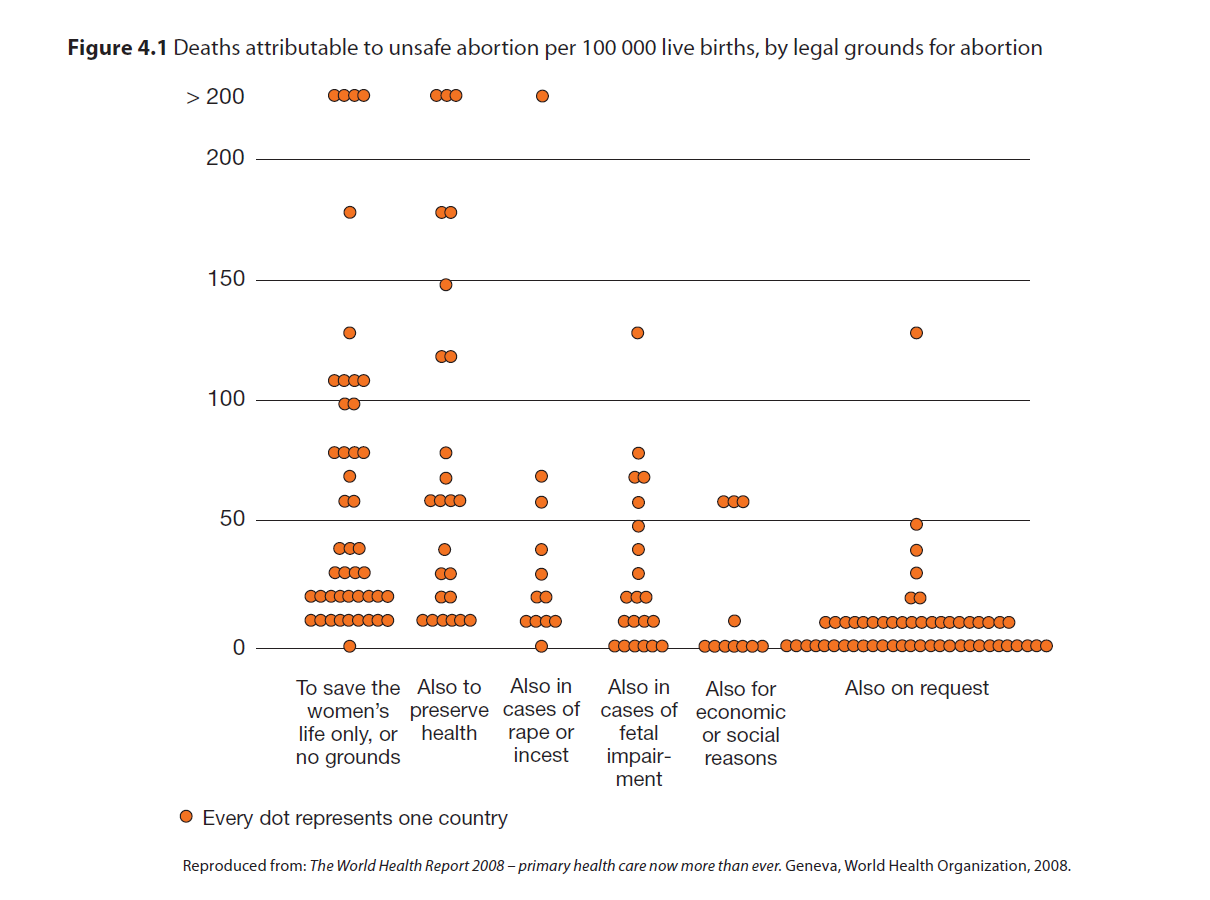 Figure 4.1 Deaths attributable to unsafe abortion per 100 000 live births, by legal grounds for abortion
> 200
200
150
100
50
0
To save the
women's
life only, or
no grounds
Also to
preserve
health
Also in
cases of
rape or
incest
Also in
cases of
fetal
impair-
ment
Also for
economic
or social
reasons
Also on request
Every dot represents one country
Reproduced from: The World Health Report 2008 – primary health care now more than ever. Geneva, World Health Organization, 2008.